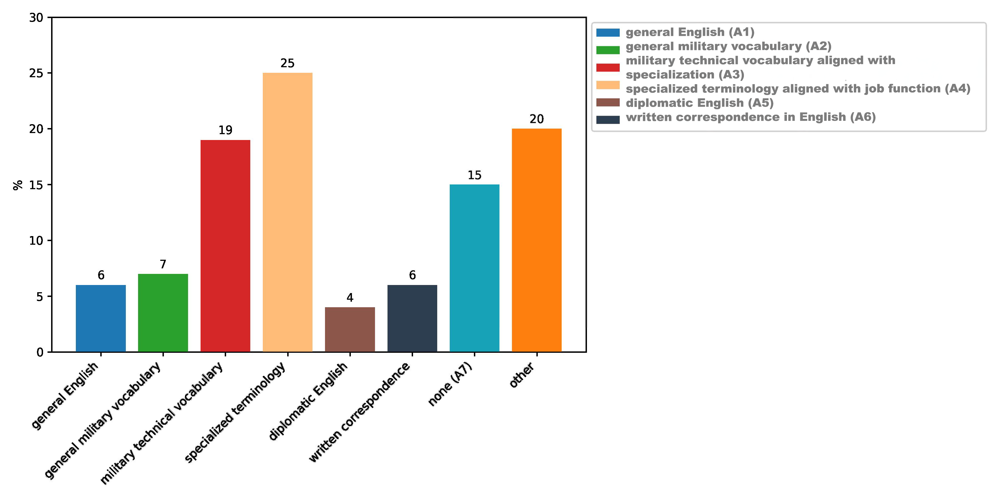 30
25
20
15
10
5
0
%
6
7
19
25
4
6
15
20
general English
general military vocabulary
military technical vocabulary
specialized terminology
diplomatic English
written correspondence
none (A7)
other
general English (A1)
general military vocabulary (A2)
military technical vocabulary aligned with
specialization (A3)
specialized terminology aligned with job function (A4)
diplomatic English (A5)
written correspondence in English (A6)